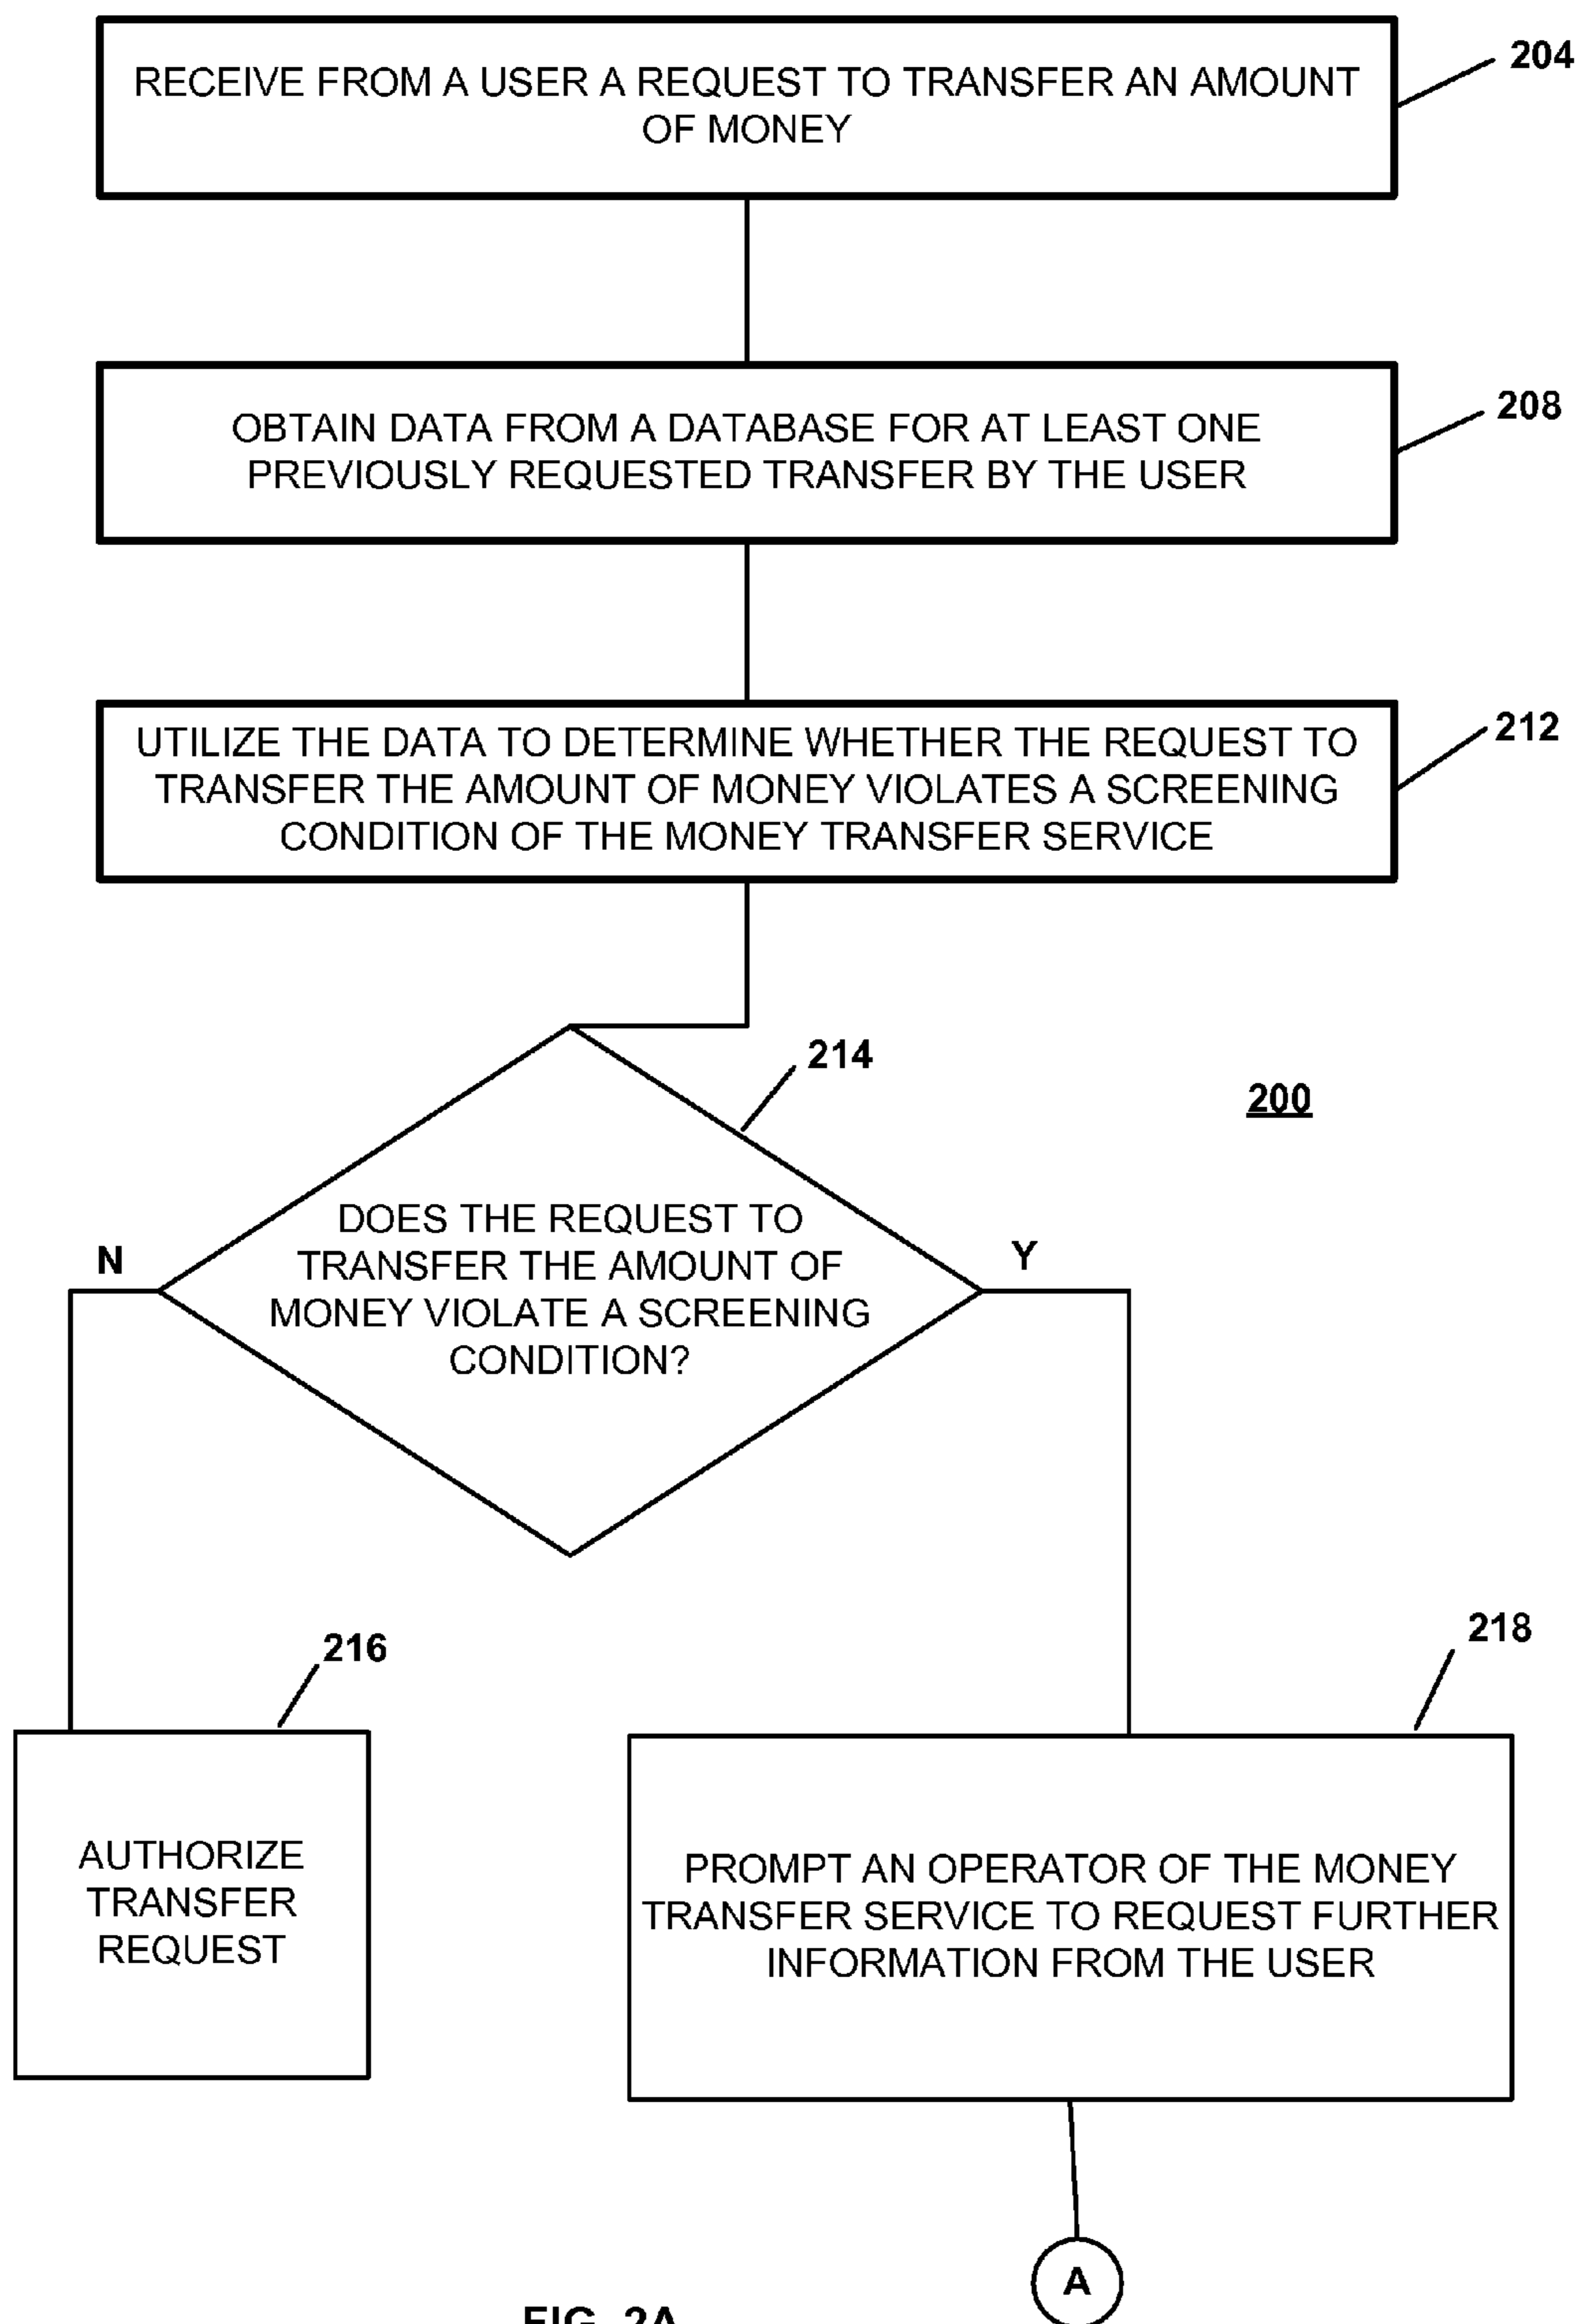 204
RECEIVE FROM A USER A REQUEST TO TRANSFER AN AMOUNT
OF MONEY
208
OBTAIN DATA FROM A DATABASE FOR AT LEAST ONE
PREVIOUSLY REQUESTED TRANSFER BY THE USER
212
UTILIZE THE DATA TO DETERMINE WHETHER THE REQUEST TO
TRANSFER THE AMOUNT OF MONEY VIOLATES A SCREENING
CONDITION OF THE MONEY TRANSFER SERVICE
214
200
DOES THE REQUEST TO
TRANSFER THE AMOUNT OF
MONEY VIOLATE A SCREENING
CONDITION?
N
Y
216
218
AUTHORIZE
TRANSFER
REQUEST
PROMPT AN OPERATOR OF THE MONEY
TRANSFER SERVICE TO REQUEST FURTHER
INFORMATION FROM THE USER
A
FIG. 2A